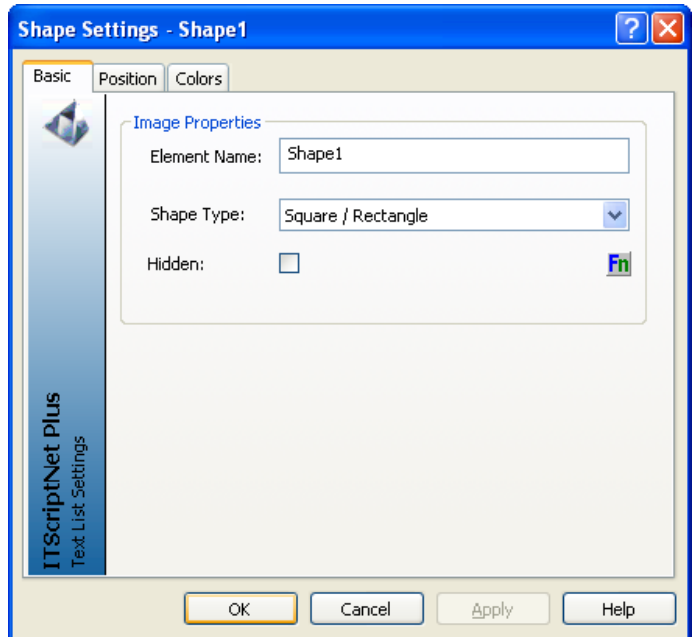 Shape Settings - Shape1
Basic
Position
Colors
Image Properties
Element Name:
Shape1
Shape Type:
Square / Rectangle
Hidden:
Fn
ITScriptNet Plus
Text List Settings
OK
Cancel
Apply
Help